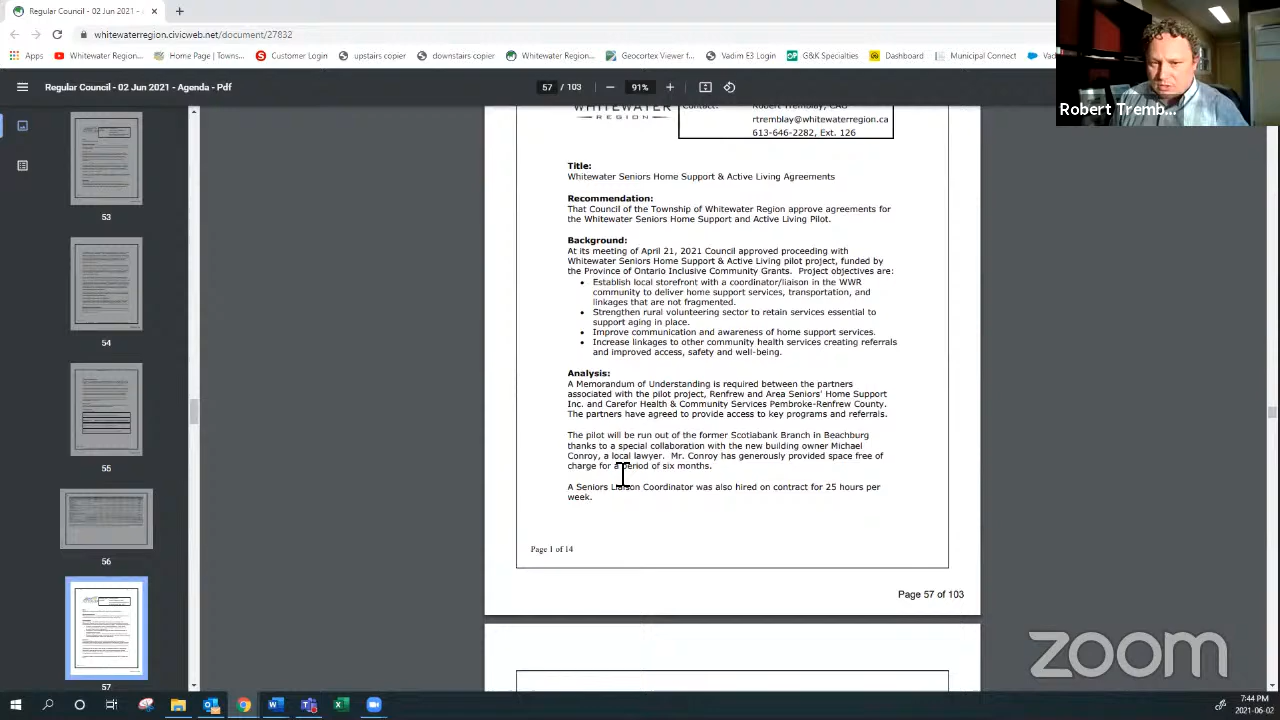 Regular Council - 02 Jun 2021 -
whitewaterregion.civicweb.net/document/27832
Apps
Whitewater Region...
Home Page | Towns...
Customer Login
upstairs copier
downstairs copier
Whitewater Region...
Geocortex Viewer f...
Vadim E3 Login
G&K Specialties
Dashboard
Municipal Connect
Vadi
Robert Tremb...
Regular Council - 02 Jun 2021 - Agenda - Pdf
57 / 103
91%
53
54
55
56
57
WHITEWATER
REGION
Contact:
Robert Tremblay, CAO
rtremblay@whitewaterregion.ca
613-646-2282, Ext. 126
Title:
Whitewater Seniors Home Support & Active Living Agreements
Recommendation:
That Council of the Township of Whitewater Region approve agreements for
the Whitewater Seniors Home Support and Active Living Pilot.
Background:
At its meeting of April 21, 2021 Council approved proceeding with
Whitewater Seniors Home Support & Active Living pilot project, funded by
the Province of Ontario Inclusive Community Grants. Project objectives are:
• Establish local storefront with a coordinator/liaison in the WWR
community to deliver home support services, transportation, and
linkages that are not fragmented.
• Strengthen rural volunteering sector to retain services essential to
support aging in place.
• Improve communication and awareness of home support services.
• Increase linkages to other community health services creating referrals
and improved access, safety and well-being.
Analysis:
A Memorandum of Understanding is required between the partners
associated with the pilot project, Renfrew and Area Seniors' Home Support
Inc. and Carefor Health & Community Services Pembroke-Renfrew County.
The partners have agreed to provide access to key programs and referrals.
The pilot will be run out of the former Scotiabank Branch in Beachburg
thanks to a special collaboration with the new building owner Michael
Conroy, a local lawyer. Mr. Conroy has generously provided space free of
charge for a period of six months.
A Seniors Liaison Coordinator was also hired on contract for 25 hours per
week.
Page 1 of 14
Page 57 of 103
zoom
7:44 PM
2021-06-02